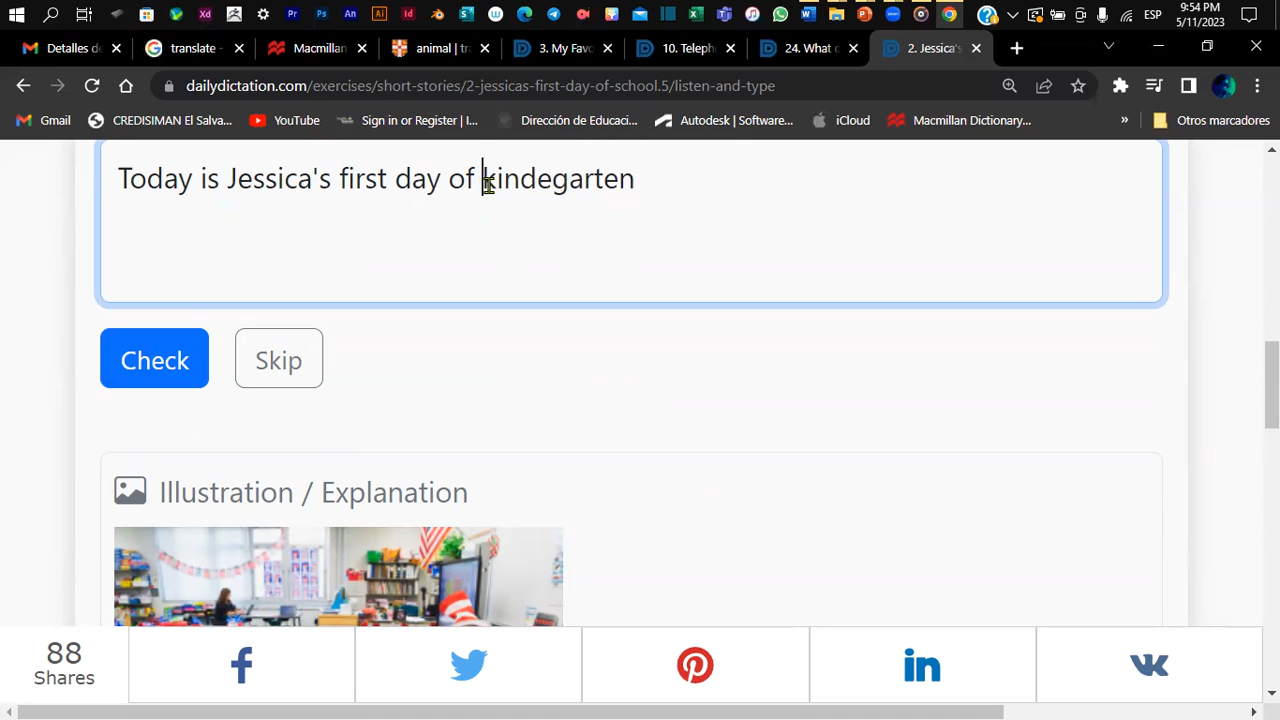 9:54 PM
ESP
5/11/2023
Detalles de
translate -
Macmillan
animal | tra
3. My Favo
10. Teleph
24. What d
2. Jessica's
dailydictation.com/exercises/short-stories/2-jessicas-first-day-of-school.5/listen-and-type
Gmail
CREDISIMAN El Salva...
YouTube
Sign in or Register | I...
Dirección de Educaci...
Autodesk | Software...
iCloud
Macmillan Dictionary...
»
Otros marcadores
Today is Jessica's first day of kindegarten
Check
Skip
Illustration / Explanation
88
Shares